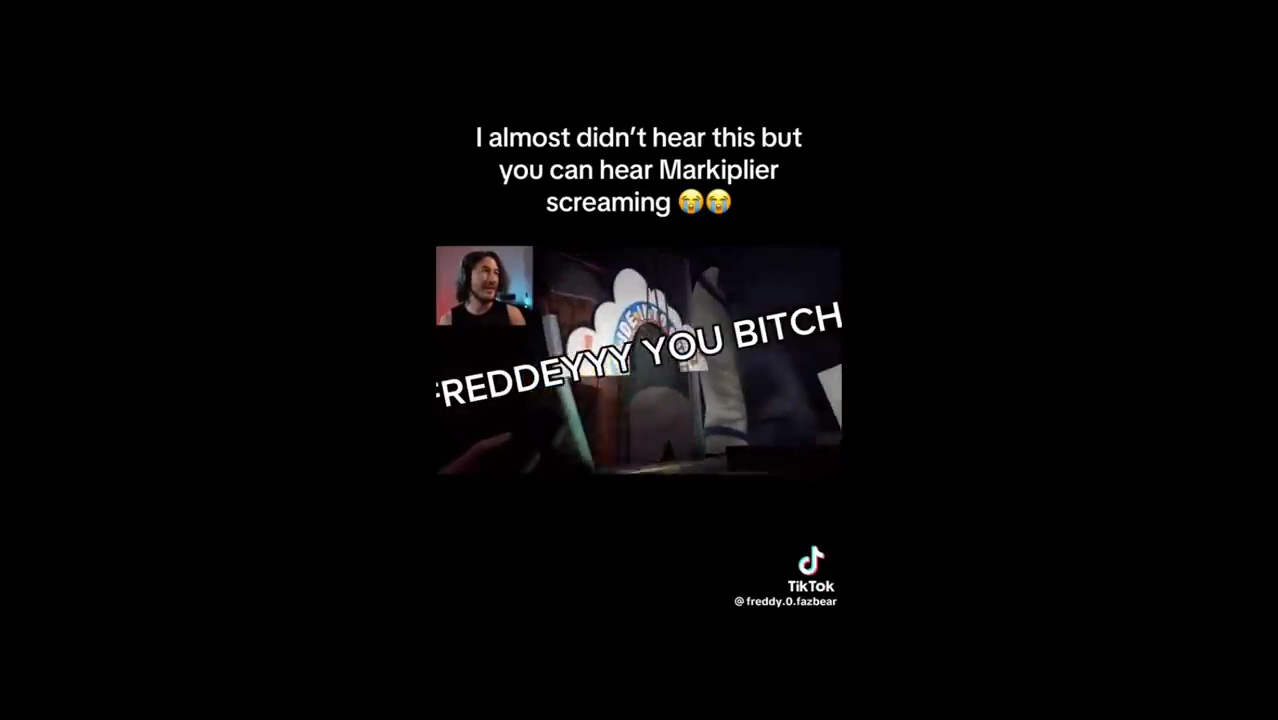 I almost didn't hear this but
you can hear Markiplier
screaming 😭😭
FREDDEYYY YOU BITCH
TikTok
@freddy.0.fazbear